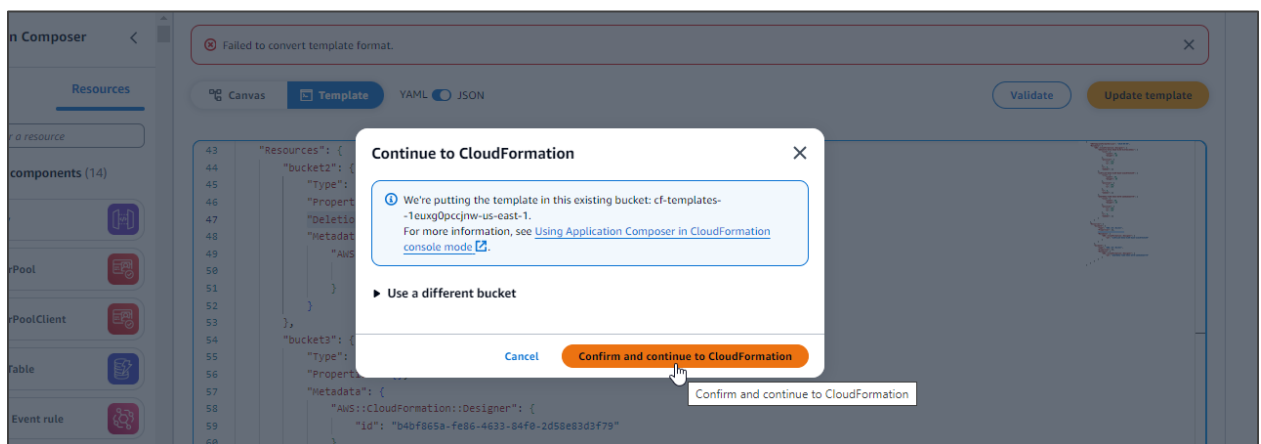 n Composer
Failed to convert template format.
Resources
Canvas
Template
YAML
JSON
Validate
Update template
r a resource
components (14)
rPool
rPoolClient
Table
Event rule
43 "Resources": {
44 "bucket2": {
45 "Type":
46 "Propert
47 "Deletio
48 "Metadat
49 "AWS
50
51 }
52 }
53 },
54 "bucket3": {
55 "Type":
56 "Propert
57 "Metadata": {
58 "AWS::CloudFormation::Designer": {
59 "id": "b4bf865a-fe86-4633-84f0-2d58e83d3f79"
60 }
Continue to CloudFormation
We're putting the template in this existing bucket: cf-templates-
-1euxg0pccjnw-us-east-1.
For more information, see Using Application Composer in CloudFormation
console mode.
Use a different bucket
Cancel
Confirm and continue to CloudFormation
Confirm and continue to CloudFormation